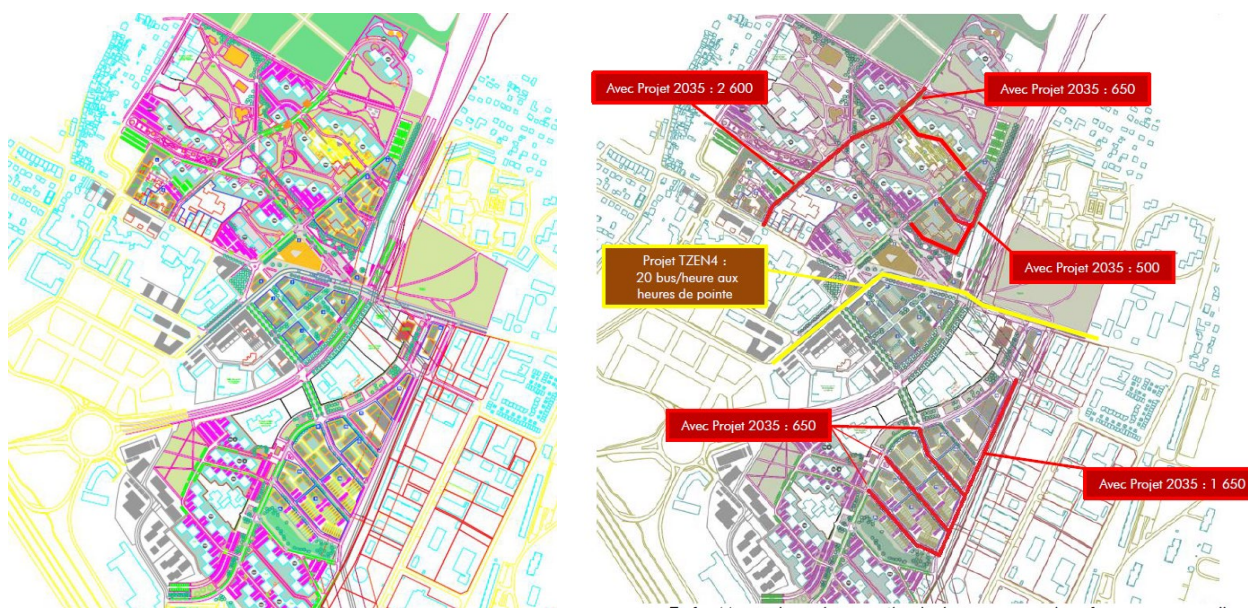 Avec Projet 2035 : 2 600
Avec Projet 2035 : 650
Projet TZEN4 :
20 bus/heure aux
heures de pointe
Avec Projet 2035 : 500
Avec Projet 2035 : 650
Avec Projet 2035 : 1 650